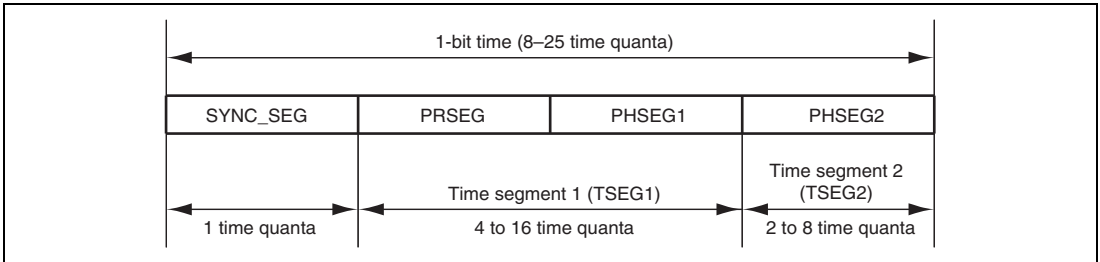 1-bit time (8–25 time quanta)
SYNC_SEG PRSEG PHSEG1 PHSEG2
Time segment 1 (TSEG1)
Time segment 2
(TSEG2)
1 time quanta 4 to 16 time quanta 2 to 8 time quanta